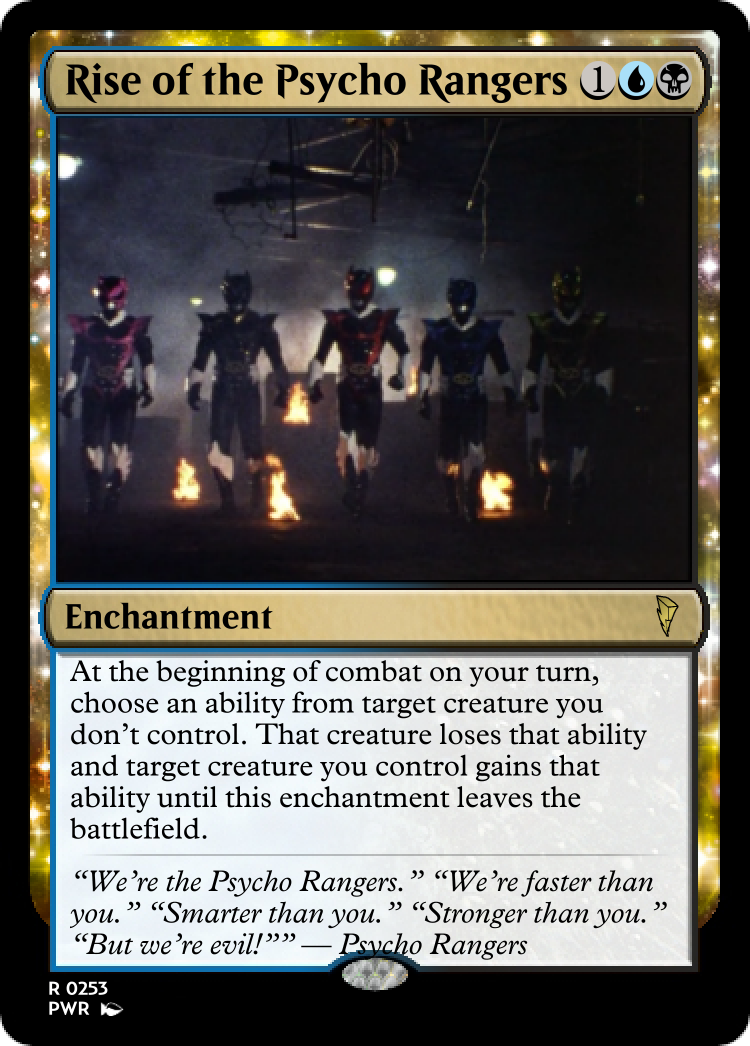 Rise of the Psycho Rangers 1
Enchantment
At the beginning of combat on your turn,
choose an ability from target creature you
don’t control. That creature loses that ability
and target creature you control gains that
ability until this enchantment leaves the
battlefield.
“We’re the Psycho Rangers.” “We’re faster than
you.” “Smarter than you.” “Stronger than you.”
“But we’re evil!”” — Psycho Rangers
R 0253
PWR